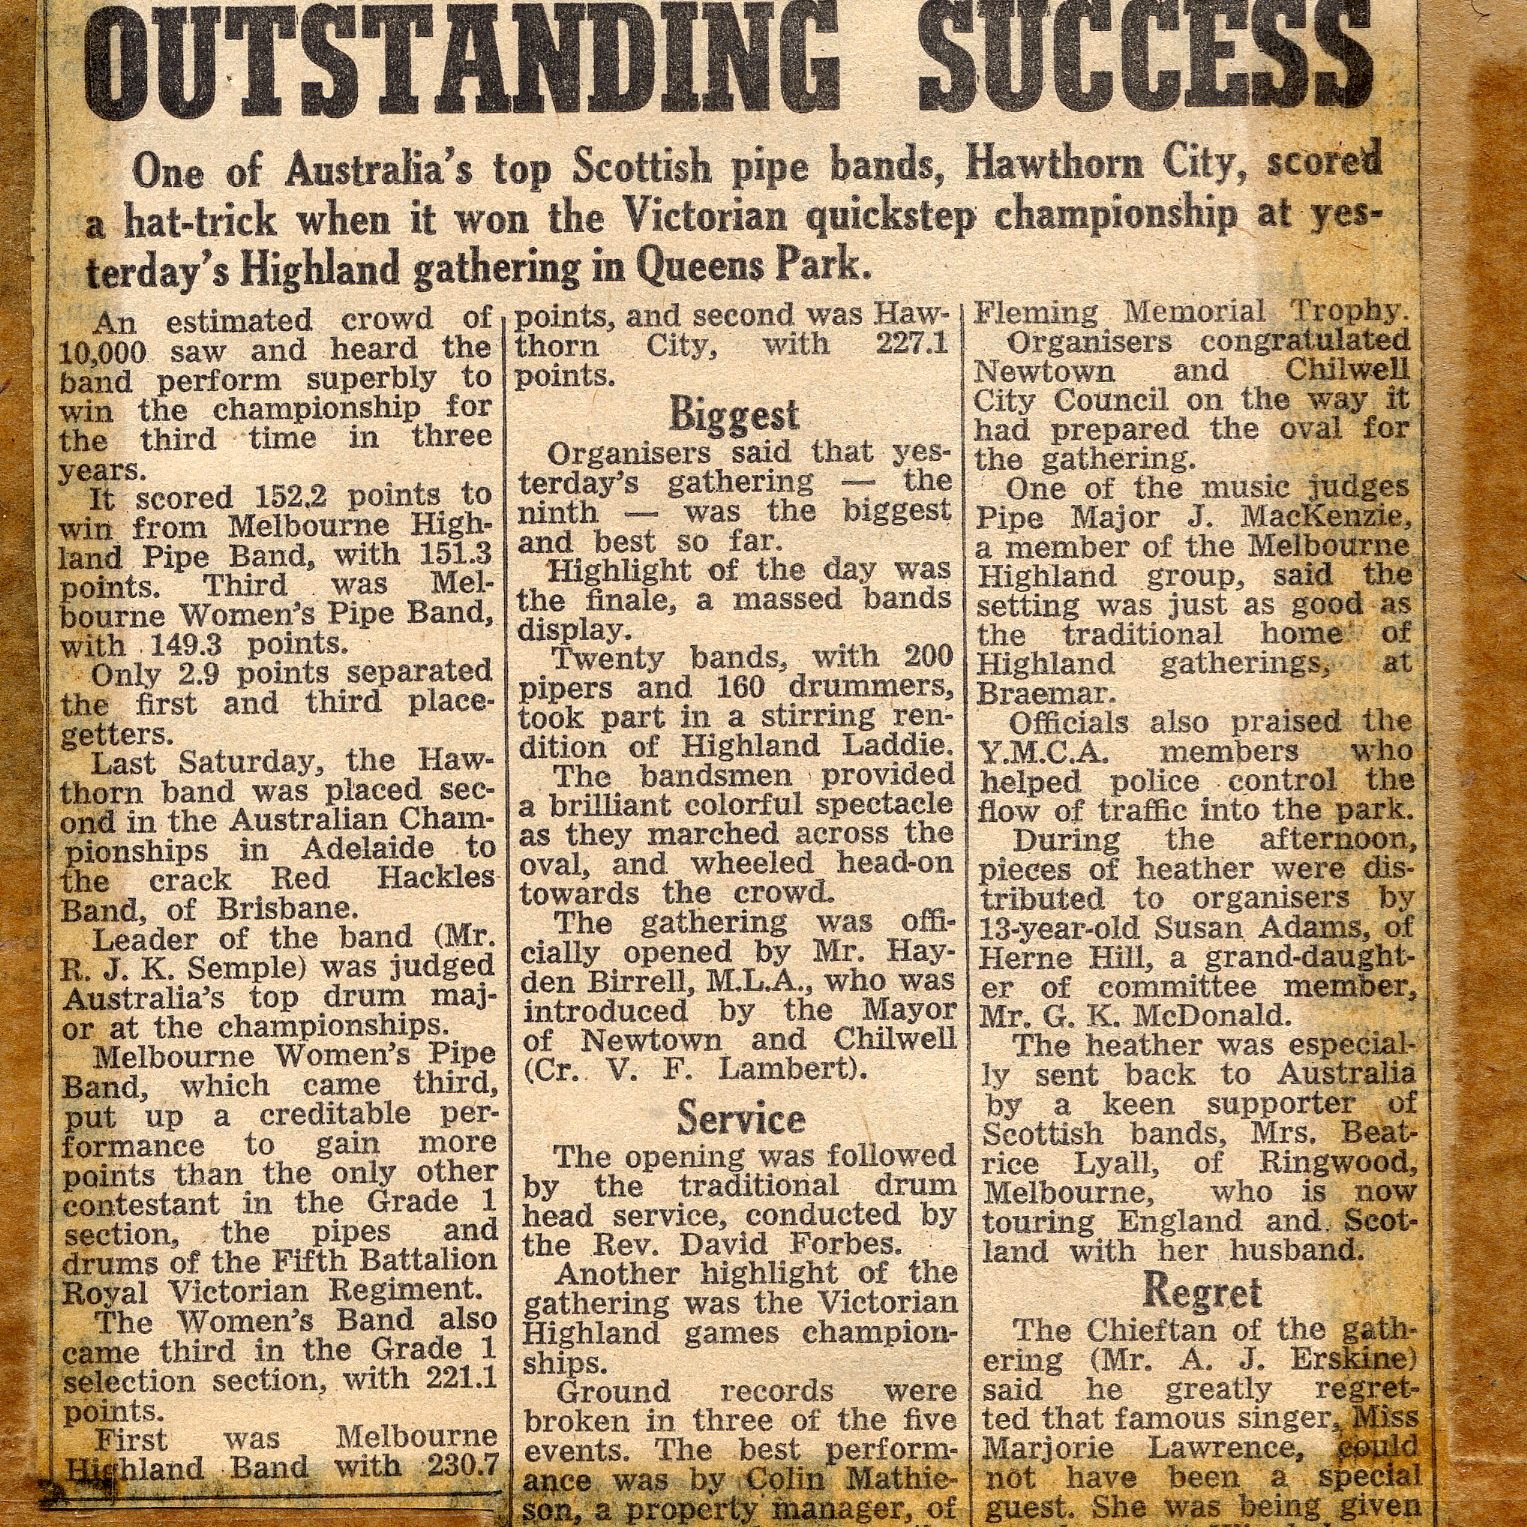 OUTSTANDING SUCCESS
One of Australia's top Scottish pipe bands, Hawthorn City, scored
a hat-trick when it won the Victorian quickstep championship at yes-
terday's Highland gathering in Queens Park.
An estimated crowd of
10,000 saw and heard the
band perform superbly to
win the championship for
the third time in three
years.
It scored 152.2 points to
win from Melbourne High-
land Pipe Band, with 151.3
points. Third was Mel-
bourne Women's Pipe Band,
with 149.3 points.
Only 2.9 points separated
the first and third place-
getters.
Last Saturday, the Haw-
thorn band was placed sec-
ond in the Australian Cham-
pionships in Adelaide to
the crack Red Hackles
Band, of Brisbane.
Leader of the band (Mr.
R. J. K. Semple) was judged
Australia's top drum maj-
or at the championships.
Melbourne Women's Pipe
Band, which came third,
put up a creditable per-
formance to gain more
points than the only other
contestant in the Grade 1
section, the pipes and
drums of the Fifth Battalion
Royal Victorian Regiment.
The Women's Band also
came third in the Grade 1
selection section, with 221.1
points.
First was Melbourne
Highland Band with 230.7
points, and second was Haw-
thorn City, with 227.1
points.
Biggest
Organisers said that yes-
terday's gathering — the
ninth — was the biggest
and best so far.
Highlight of the day was
the finale, a massed bands
display.
Twenty bands, with 200
pipers and 160 drummers,
took part in a stirring ren-
dition of Highland Laddie.
The bandsmen provided
a brilliant colorful spectacle
as they marched across the
oval, and wheeled head-on
towards the crowd.
The gathering was offi-
cially opened by Mr. Hay-
den Birrell, M.L.A., who was
introduced by the Mayor
of Newtown and Chilwell
(Cr. V. F. Lambert).
Service
The opening was followed
by the traditional drum
head service, conducted by
the Rev. David Forbes.
Another highlight of the
gathering was the Victorian
Highland games champion-
ships.
Ground records were
broken in three of the five
events. The best perform-
ance was by Colin Mathie-
son, a property manager, of
Fleming Memorial Trophy.
Organisers congratulated
Newtown and Chilwell
City Council on the way it
had prepared the oval for
the gathering.
One of the music judges
Pipe Major J. MacKenzie,
a member of the Melbourne
Highland group, said the
setting was just as good as
the traditional home of
Highland gatherings, at
Braemar.
Officials also praised the
Y.M.C.A. members who
helped police control the
flow of traffic into the park.
During the afternoon,
pieces of heather were dis-
tributed to organisers by
13-year-old Susan Adams, of
Herne Hill, a grand-daught-
er of committee member,
Mr. G. K. McDonald.
The heather was especial-
ly sent back to Australia
by a keen supporter of
Scottish bands, Mrs. Beat-
rice Lyall, of Ringwood,
Melbourne, who is now
touring England and Scot-
land with her husband.
Regret
The Chieftan of the gath-
ering (Mr. A. J. Erskine)
said he greatly regret-
ted that famous singer, Miss
Marjorie Lawrence, could
not have been a special
guest. She was being given